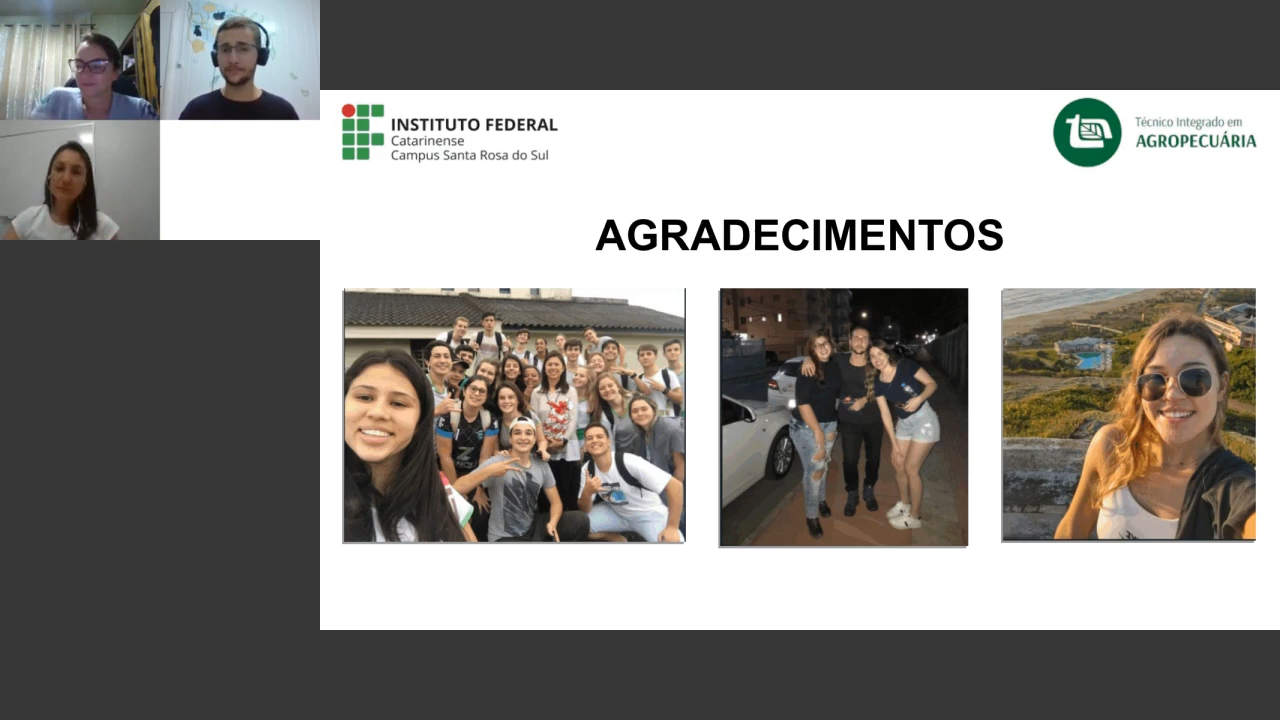 INSTITUTO FEDERAL
Catarinense
Campus Santa Rosa do Sul
Técnico Integrado em
AGROPECUÁRIA
AGRADECIMENTOS